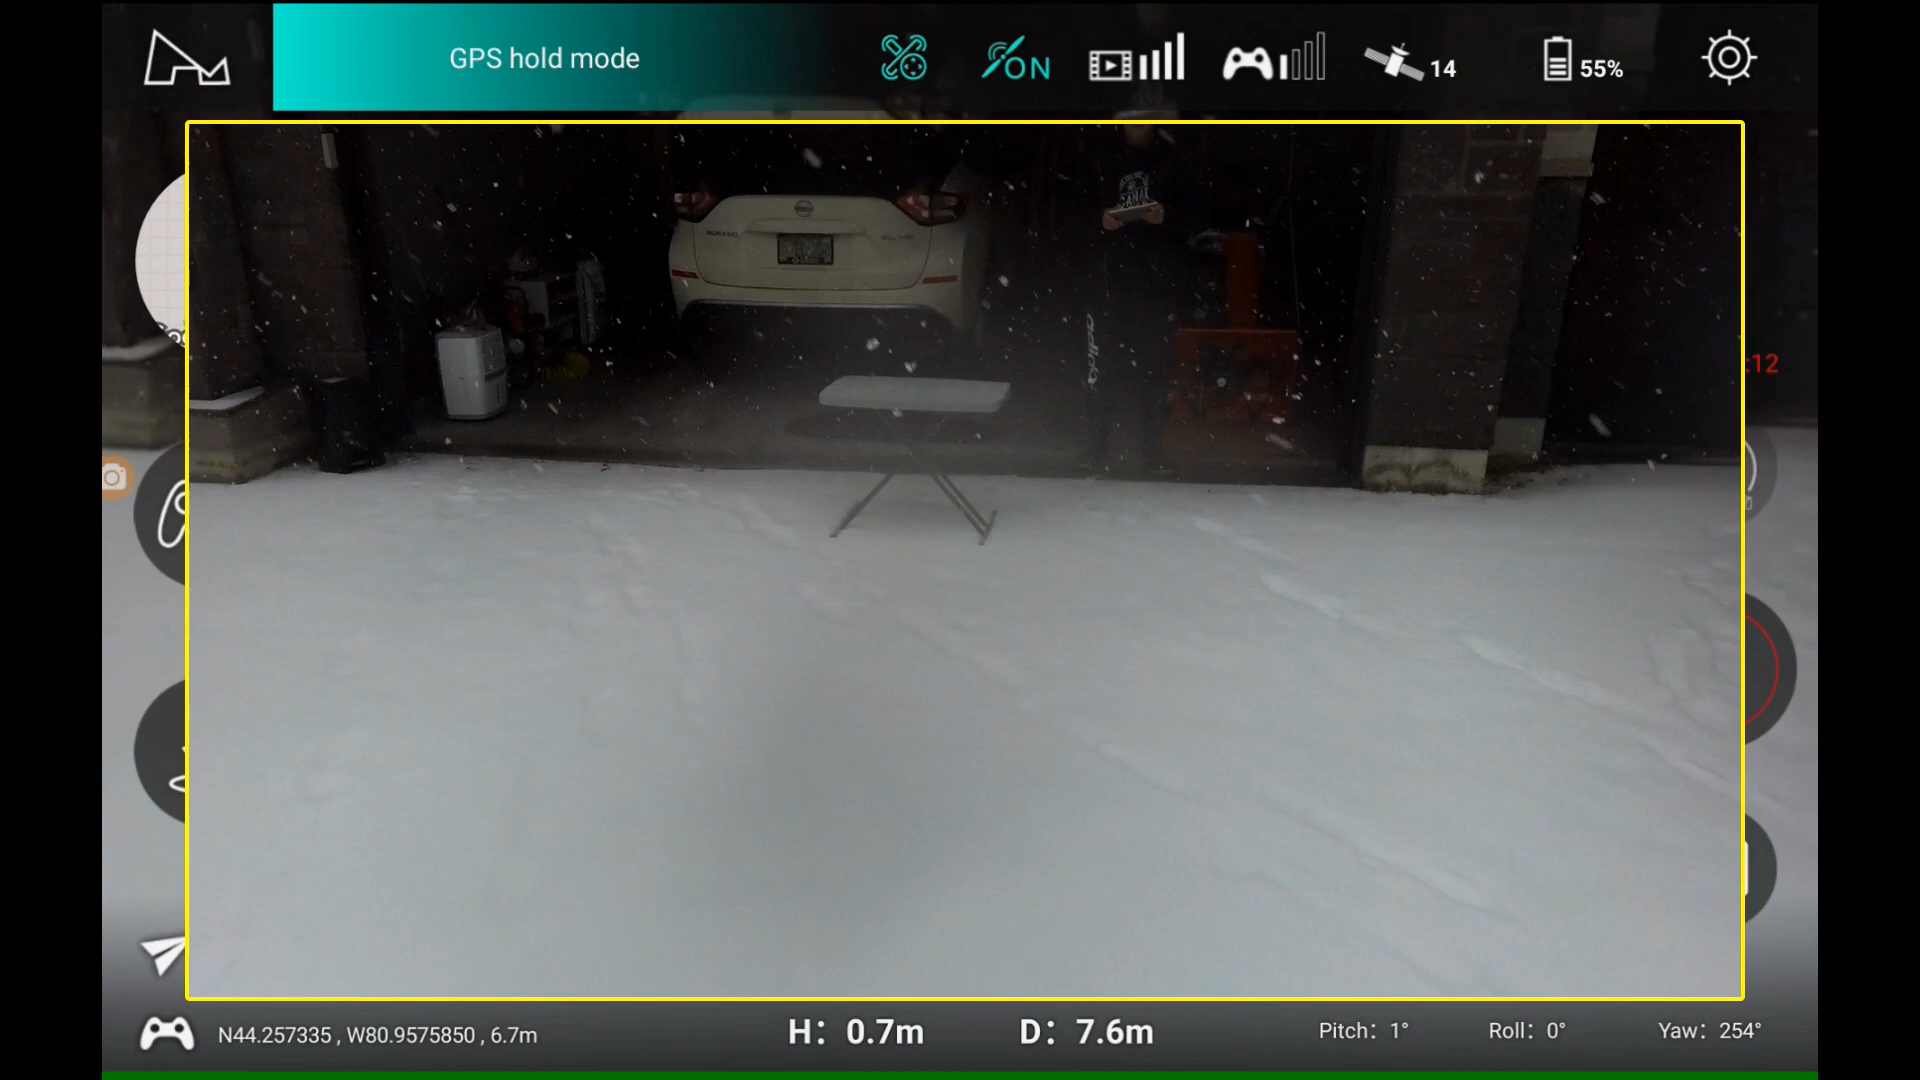 GPS hold mode
ON
14
55%
:12
N44.257335 , W80.9575850 , 6.7m
H: 0.7m
D: 7.6m
Pitch: 1°
Roll: 0°
Yaw: 254°